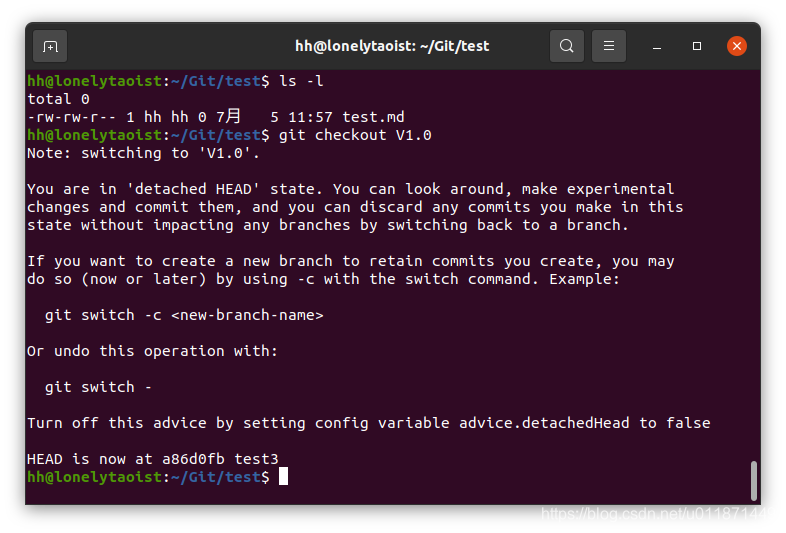 hh@lonelytaoist: ~/Git/test
hh@lonelytaoist:~/Git/test$ ls -l
total 0
-rw-rw-r-- 1 hh hh 0 7月   5 11:57 test.md
hh@lonelytaoist:~/Git/test$ git checkout V1.0
Note: switching to 'V1.0'.

You are in 'detached HEAD' state. You can look around, make experimental
changes and commit them, and you can discard any commits you make in this
state without impacting any branches by switching back to a branch.

If you want to create a new branch to retain commits you create, you may
do so (now or later) by using -c with the switch command. Example:

  git switch -c <new-branch-name>

Or undo this operation with:

  git switch -

Turn off this advice by setting config variable advice.detachedHead to false

HEAD is now at a86d0fb test3
hh@lonelytaoist:~/Git/test$